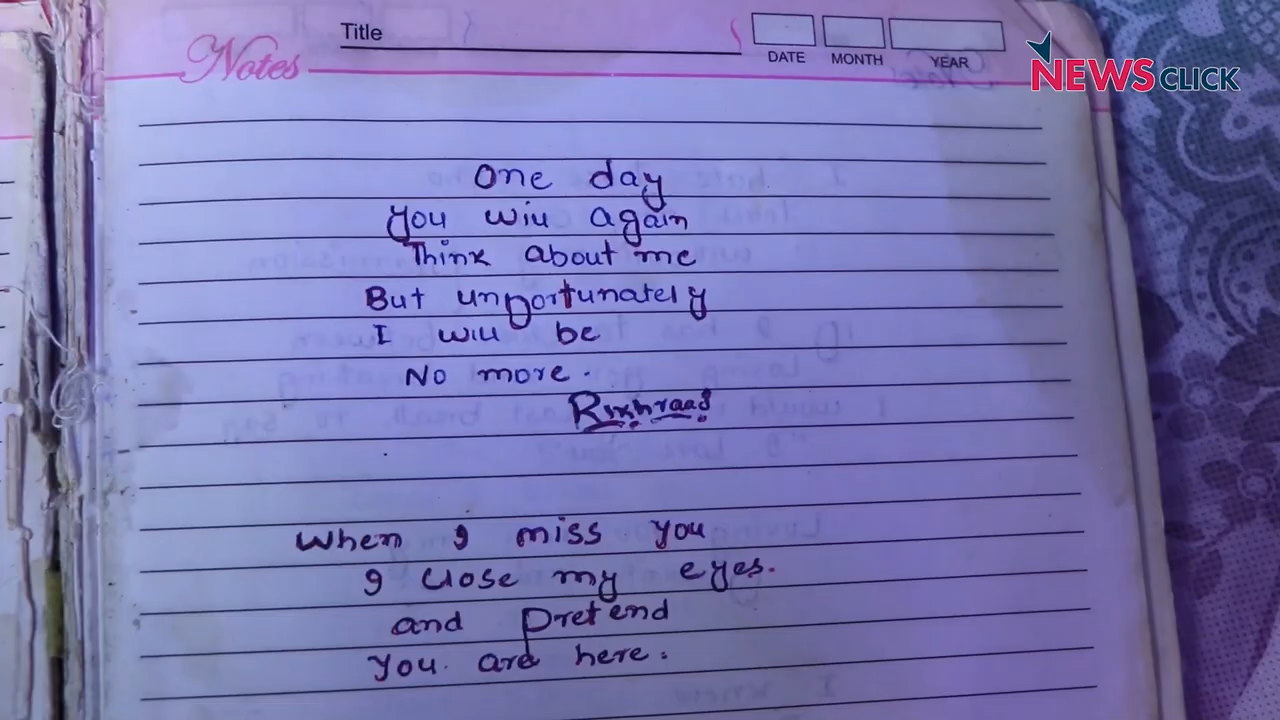 Notes
Title
DATE MONTH YEAR
NEWSCLICK
One day
you will again
Think about me
But unfortunately
I will be
No more.
When I miss you
I close my eyes.
and pretend
you are here.